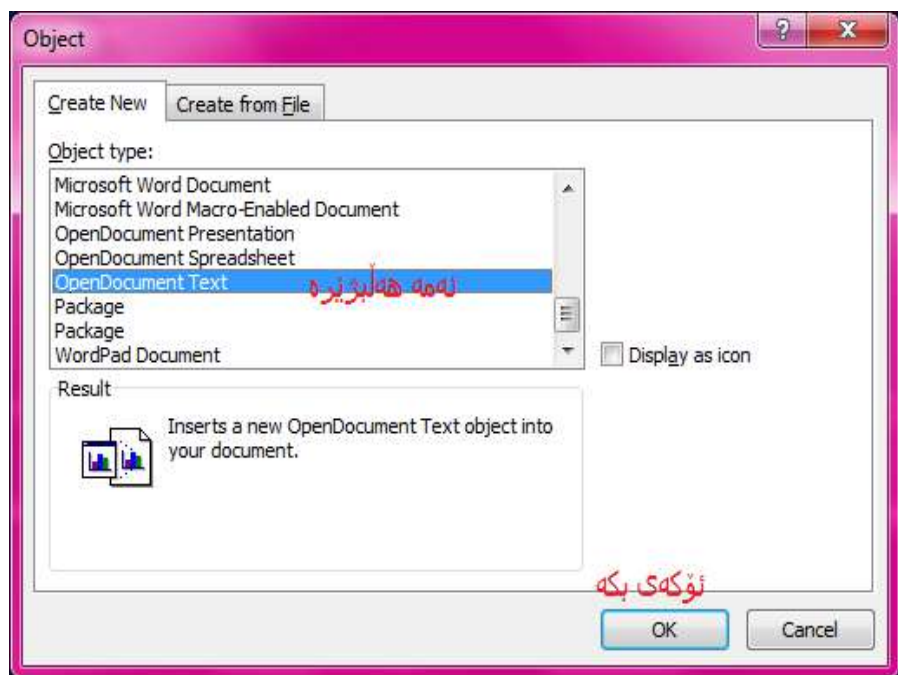 Object
Create New
Create from File
Object type:
Microsoft Word Document
Microsoft Word Macro-Enabled Document
OpenDocument Presentation
OpenDocument Spreadsheet
OpenDocument Text
ئەمە هەڵبژێرە
Package
Package
WordPad Document
Display as icon
Result
Inserts a new OpenDocument Text object into
your document.
ئۆکەی بکە
OK
Cancel